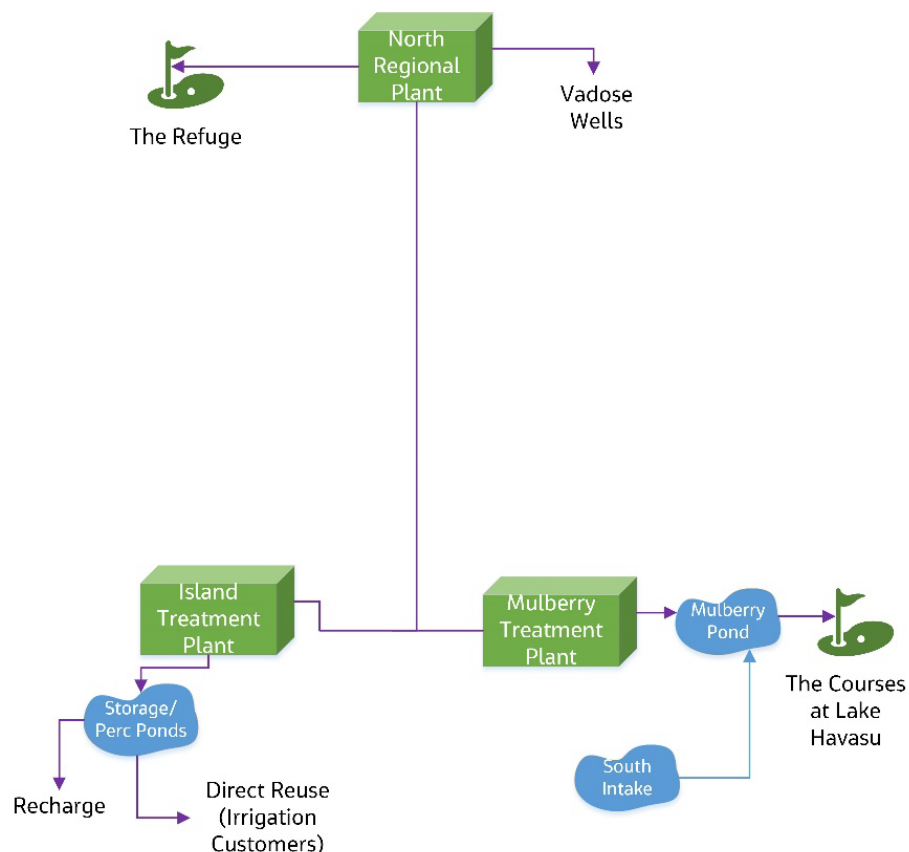 North
Regional
Plant
Vadose
Wells
The Refuge
Island
Treatment
Plant
Mulberry
Treatment
Plant
Mulberry
Pond
The Courses
at Lake
Havasu
Storage/
Perc Ponds
South
Intake
Recharge
Direct Reuse
(Irrigation
Customers)